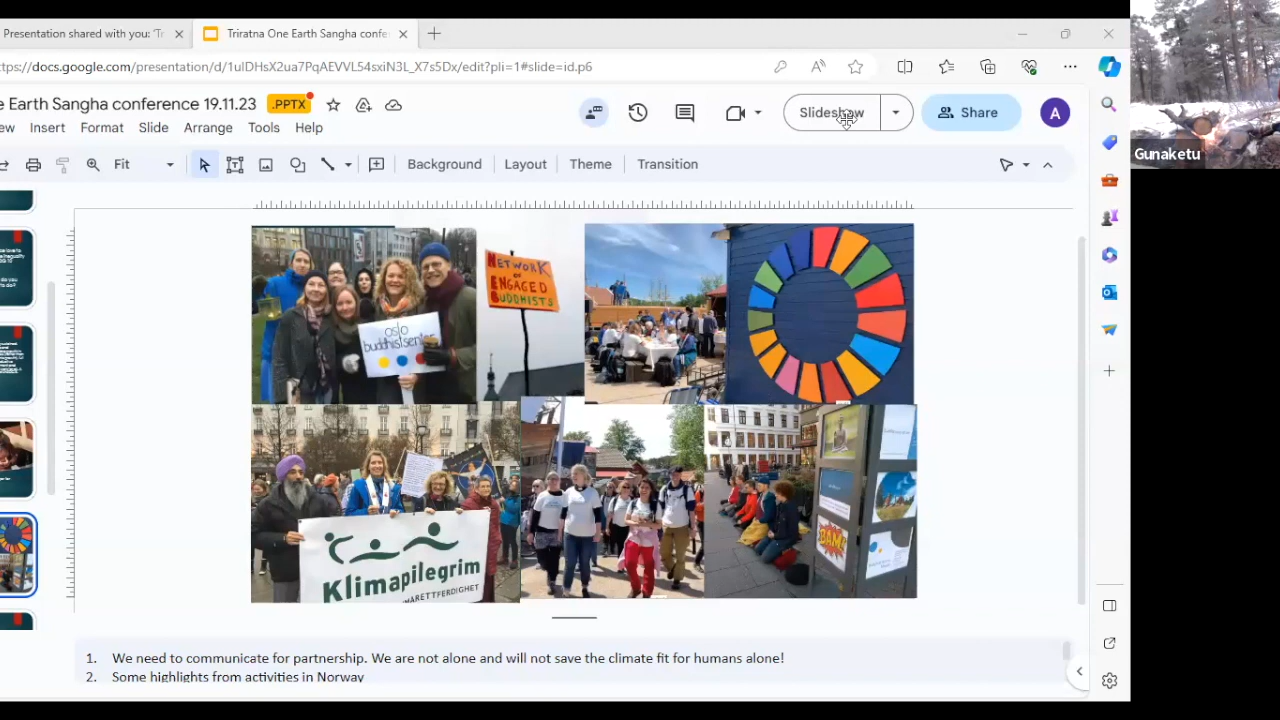 Presentation shared with you: 'Tr
Triratna One Earth Sangha confe
ttps://docs.google.com/presentation/d/1ulDHsX2ua7PqAEVVL54sxiN3L_X7s5Dx/edit?pli=1#slide=id.p6
e Earth Sangha conference 19.11.23 .PPTX
ew Insert Format Slide Arrange Tools Help
Slideshow
Share
A
Fit
Background Layout Theme Transition
Gunaketu
NETWORK
OF
ENGAGED
BUDDHISTS
oslo
buddhistsenter
Klimapilegrim
BAM!
1. We need to communicate for partnership. We are not alone and will not save the climate fit for humans alone!
2. Some highlights from activities in Norway